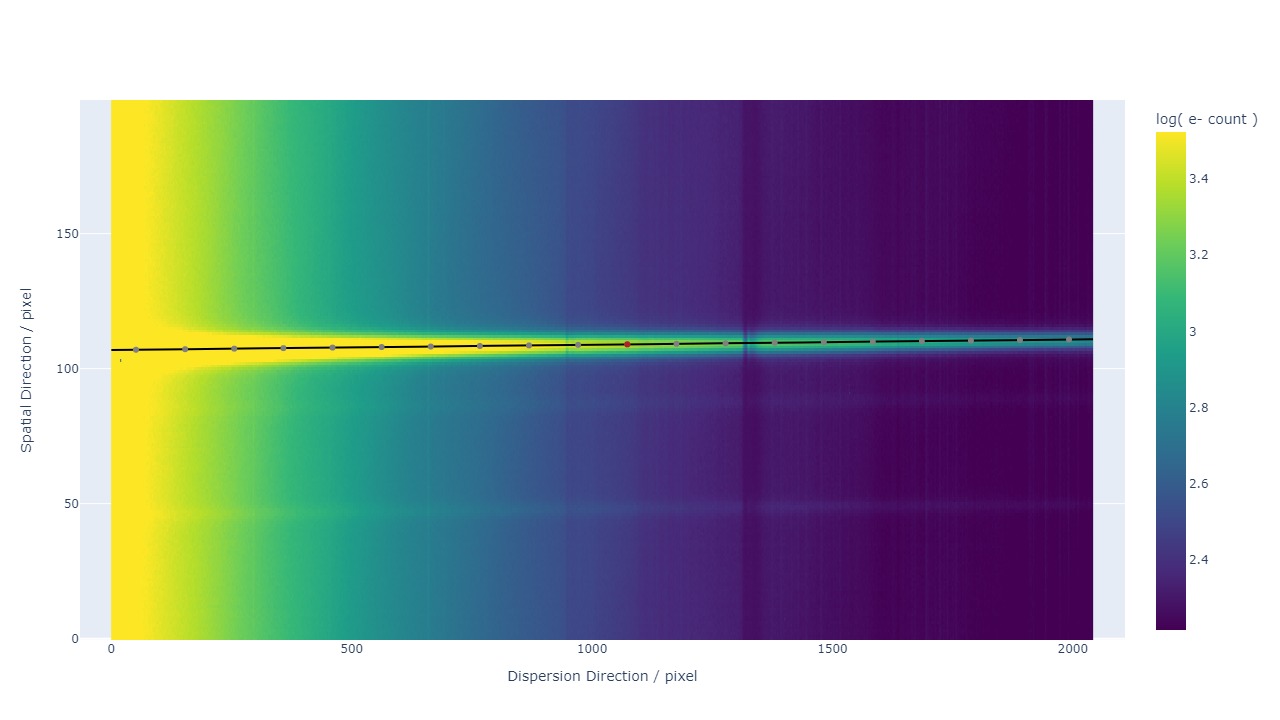 log( e- count )
3.4
3.2
3
2.8
2.6
2.4
Spatial Direction / pixel
150
100
50
0
0 500 1000 1500 2000
Dispersion Direction / pixel